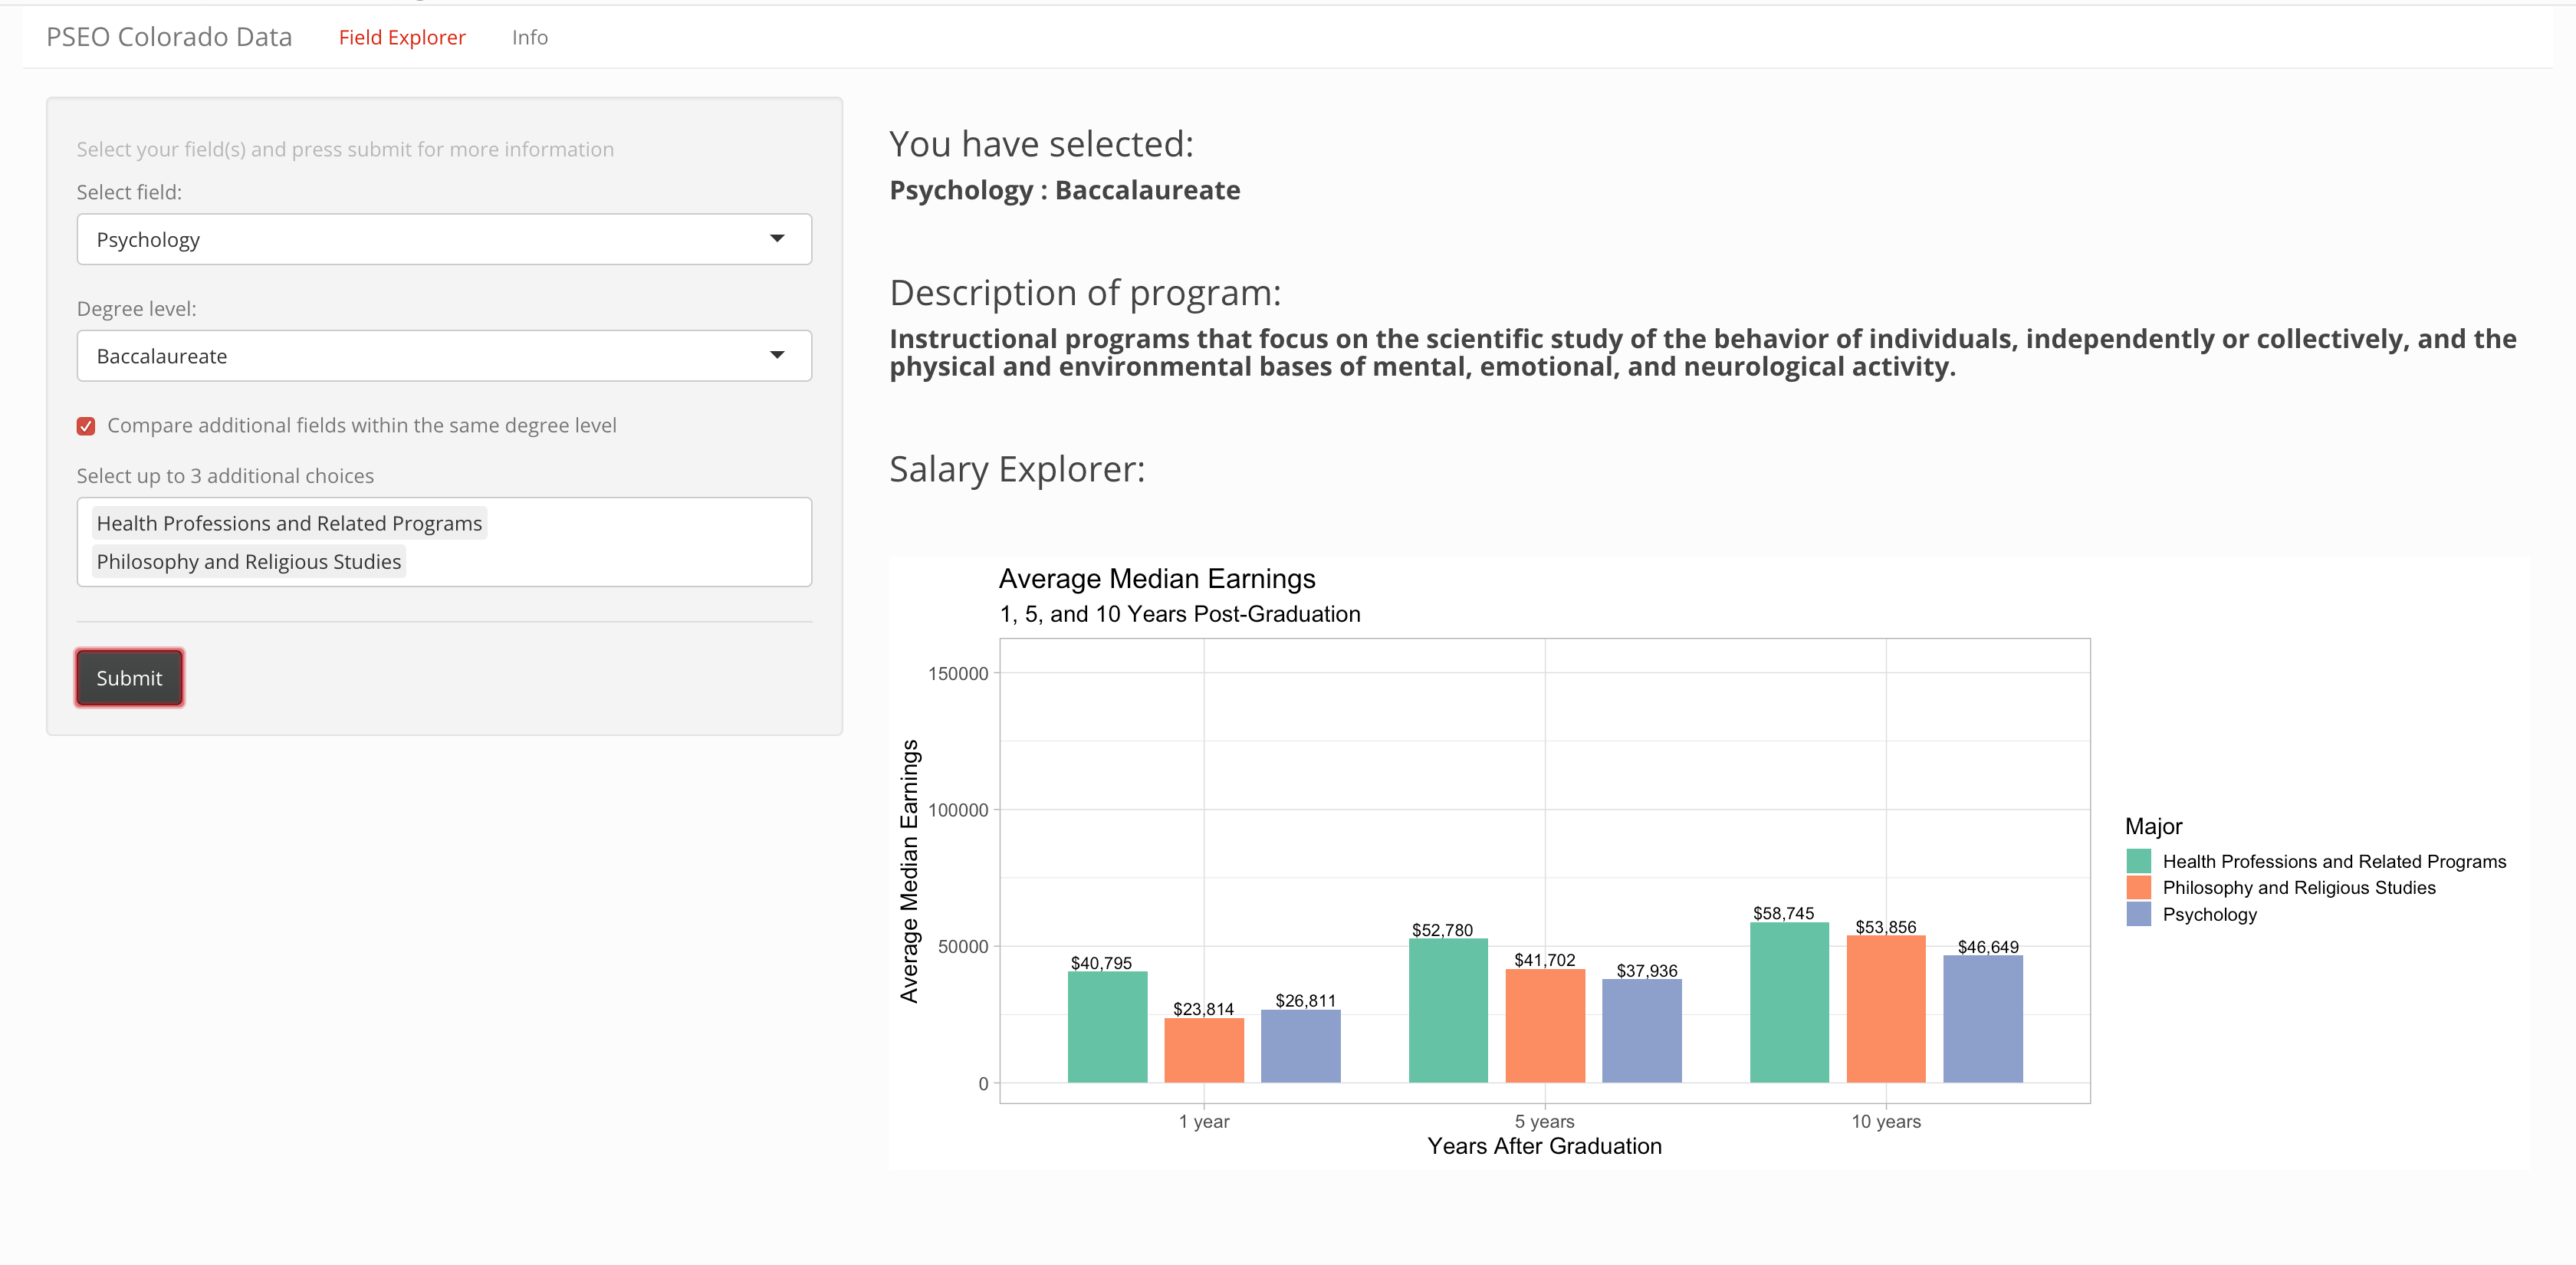 PSEO Colorado Data Field Explorer Info
Select your field(s) and press submit for more information
Select field:
Psychology
Degree level:
Baccalaureate
Compare additional fields within the same degree level
Select up to 3 additional choices
Health Professions and Related Programs
Philosophy and Religious Studies
Submit
You have selected:
Psychology : Baccalaureate
Description of program:
Instructional programs that focus on the scientific study of the behavior of individuals, independently or collectively, and the
physical and environmental bases of mental, emotional, and neurological activity.
Salary Explorer:
Average Median Earnings
1, 5, and 10 Years Post-Graduation
Average Median Earnings
150000
100000
50000
0
$40,795
$23,814
$26,811
$52,780
$41,702
$37,936
$58,745
$53,856
$46,649
1 year
5 years
10 years
Years After Graduation
Major
Health Professions and Related Programs
Philosophy and Religious Studies
Psychology